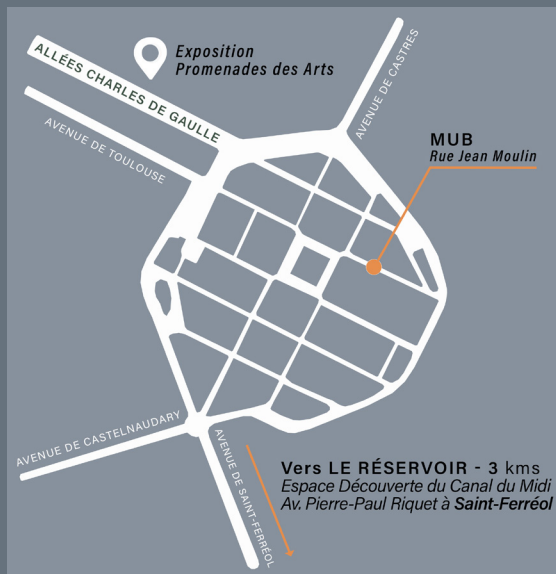 Exposition
Promenades des Arts
ALLÉES CHARLES DE GAULLE
AVENUE DE TOULOUSE
AVENUE DE CASTRES
MUB
Rue Jean Moulin
AVENUE DE CASTELNAUDARY
AVENUE DE SAINT-FERRÉOL
Vers LE RÉSERVOIR - 3 kms
Espace Découverte du Canal du Midi
Av. Pierre-Paul Riquet à Saint-Ferréol